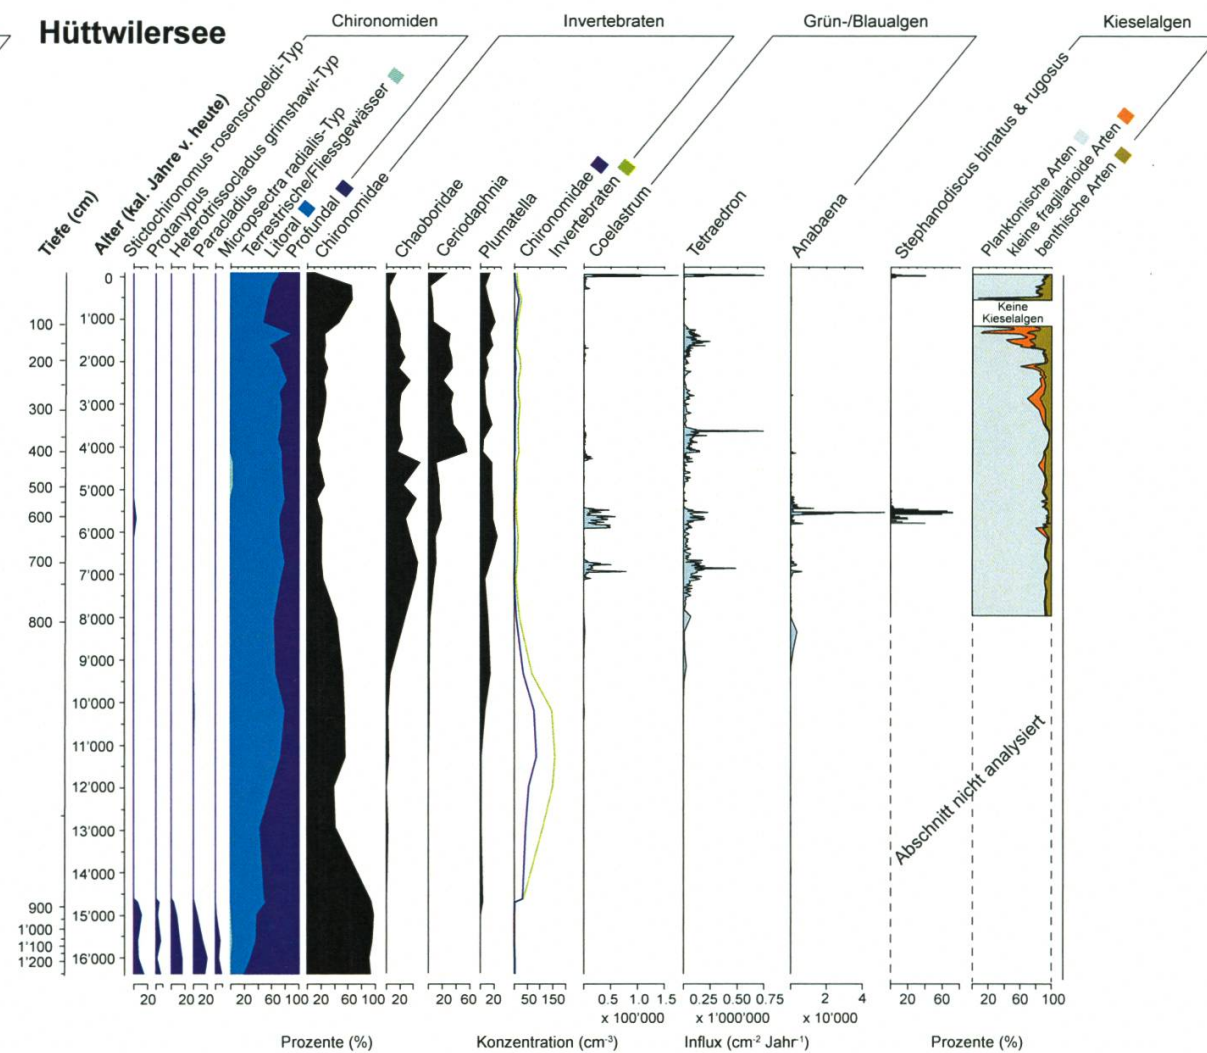 Hüttwilersee
Chironomiden
Invertebraten
Grün-/Blaualgen
Kieselalgen
Tiefe (cm)
Alter (kal. Jahre v. heute)
Stictochironomus rosenschoeldi-Typ
Protanypus
Heterotrissocladus grimshawi-Typ
Paracladius
Micropsectra radialis-Typ
Terrestrische/Fliessgewässer
Litoral
Profundal
Chironomidae
Chaoboridae
Ceriodaphnia
Plumatella
Chironomidae
Invertebraten
Coelastrum
Tetraedron
Anabaena
Stephanodiscus binatus & rugosus
Planktonische Arten
keine fragilarioide Arten
benthische Arten
0
1'000
2'000
3'000
4'000
5'000
6'000
7'000
8'000
9'000
10'000
11'000
12'000
13'000
14'000
15'000
16'000
100
200
300
400
500
600
700
800
900
1'000
1'100
1'200
Keine
Kieselalgen
Abschnitt nicht analysiert
20 20 20 20 20 60 100 20 60 100 20 20 60 20 50 150 0.5 1.0 1.5 0.25 0.50 0.75 2 4 20 60 20 60 100
x 100'000 x 1'000'000 x 10'000
Prozente (%) Konzentration (cm-3) Influx (cm-2 Jahr-1) Prozente (%)